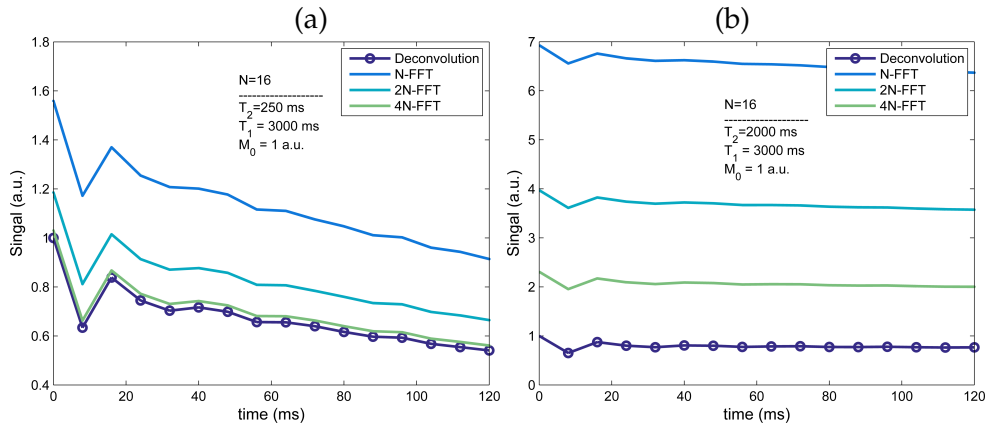 (a)
1.8
1.6
1.4
1.2
1
0.8
0.6
0.4
0
20
40
60
80
100
120
Singal (a.u.)
time (ms)
N=16
--------------------
T2=250 ms
T1 = 3000 ms
M0 = 1 a.u.
Deconvolution
N-FFT
2N-FFT
4N-FFT
(b)
7
6
5
4
3
2
1
0
0
20
40
60
80
100
120
Singal (a.u.)
time (ms)
N=16
--------------------
T2=2000 ms
T1 = 3000 ms
M0 = 1 a.u.
Deconvolution
N-FFT
2N-FFT
4N-FFT